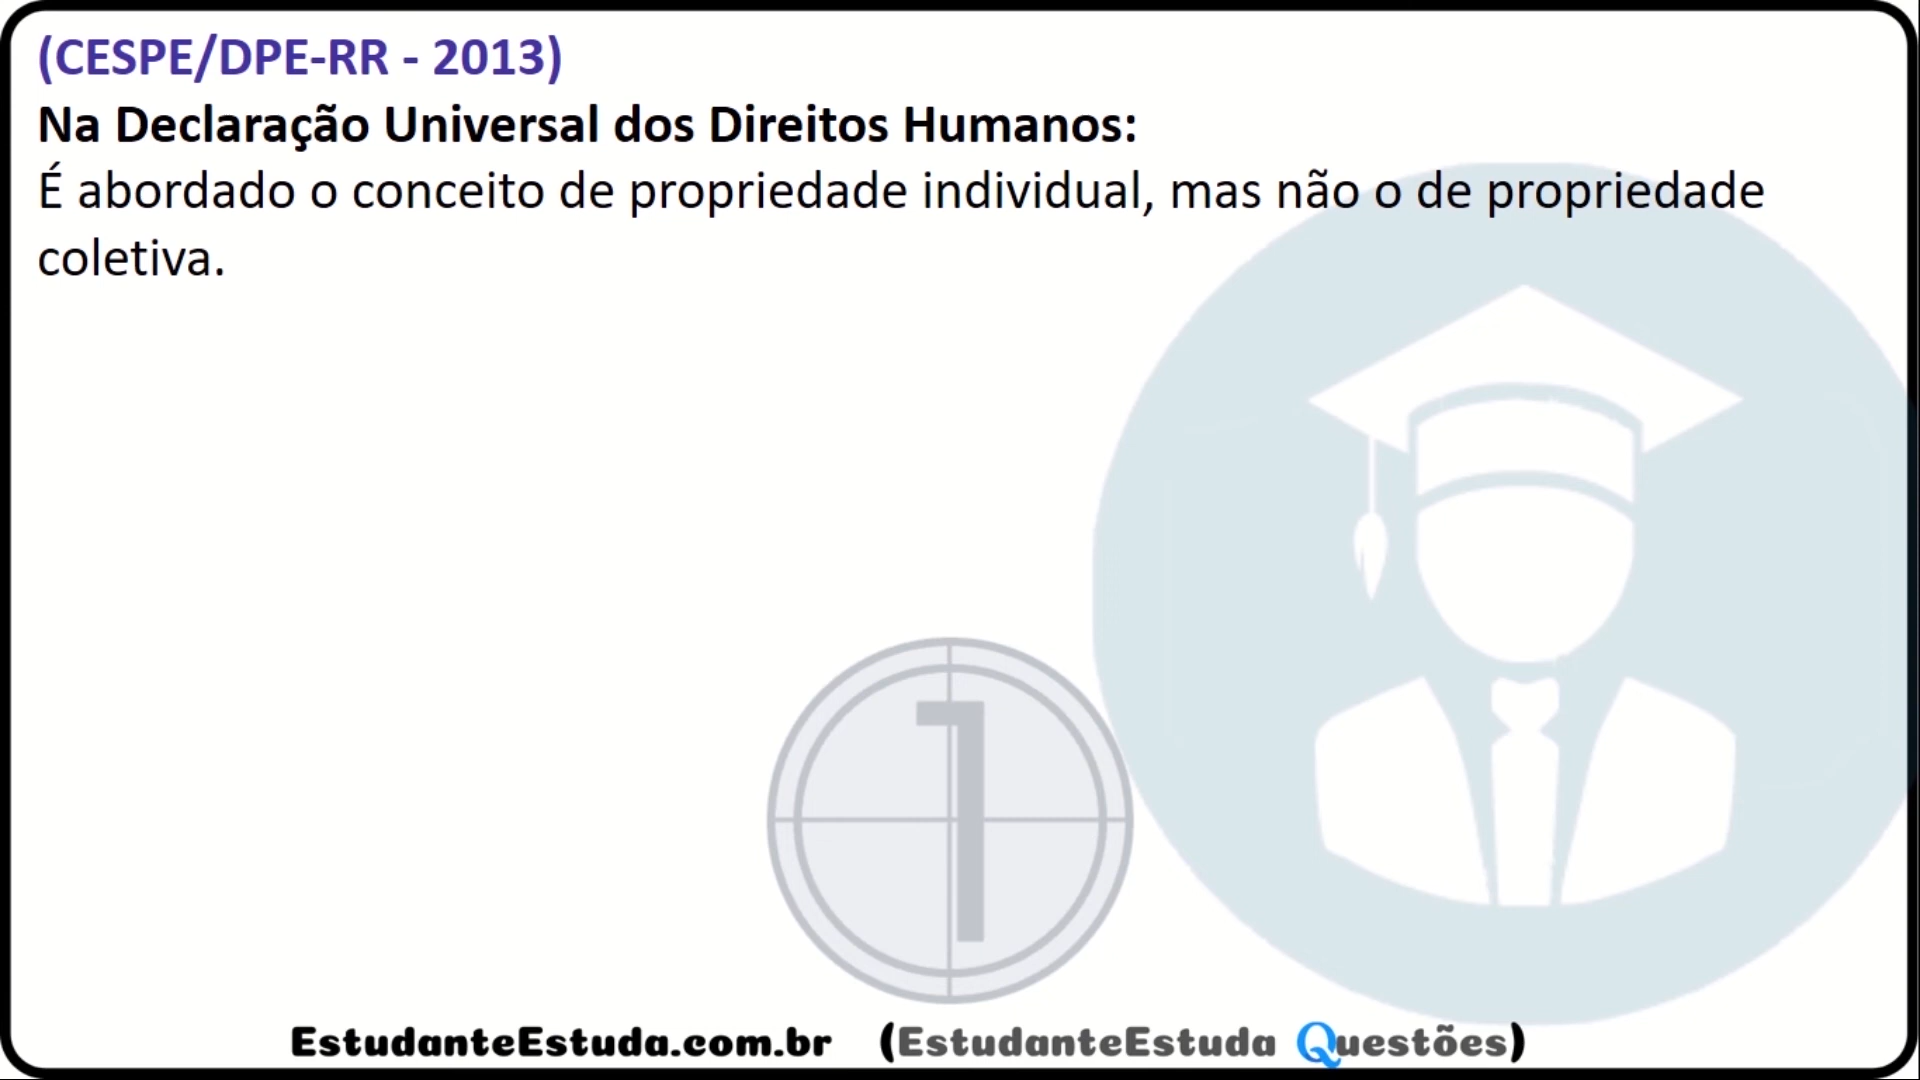 (CESPE/DPE-RR - 2013)
Na Declaração Universal dos Direitos Humanos:
É abordado o conceito de propriedade individual, mas não o de propriedade
coletiva.
1
EstudanteEstuda.com.br (EstudanteEstuda Questões)